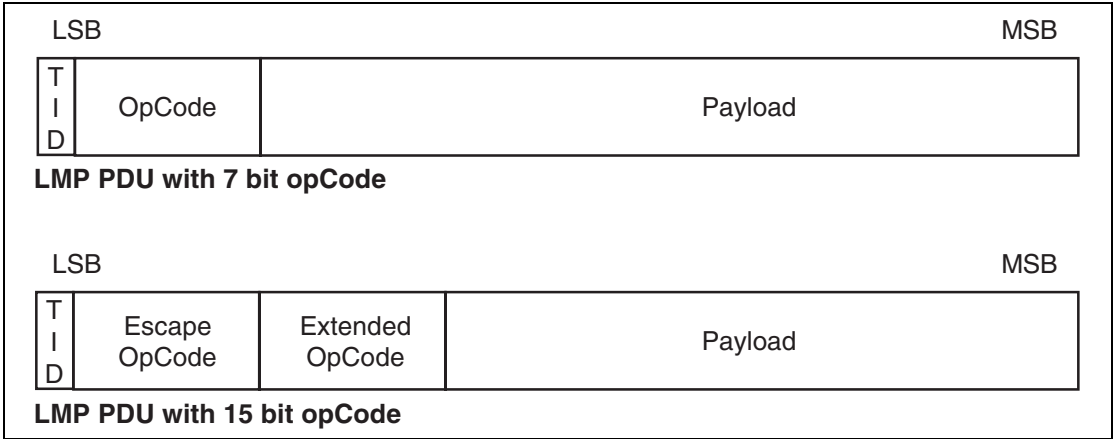 LSB MSB
T
I
D
OpCode
Payload
LMP PDU with 7 bit opCode
LSB MSB
T
I
D
Escape
OpCode
Extended
OpCode
Payload
LMP PDU with 15 bit opCode